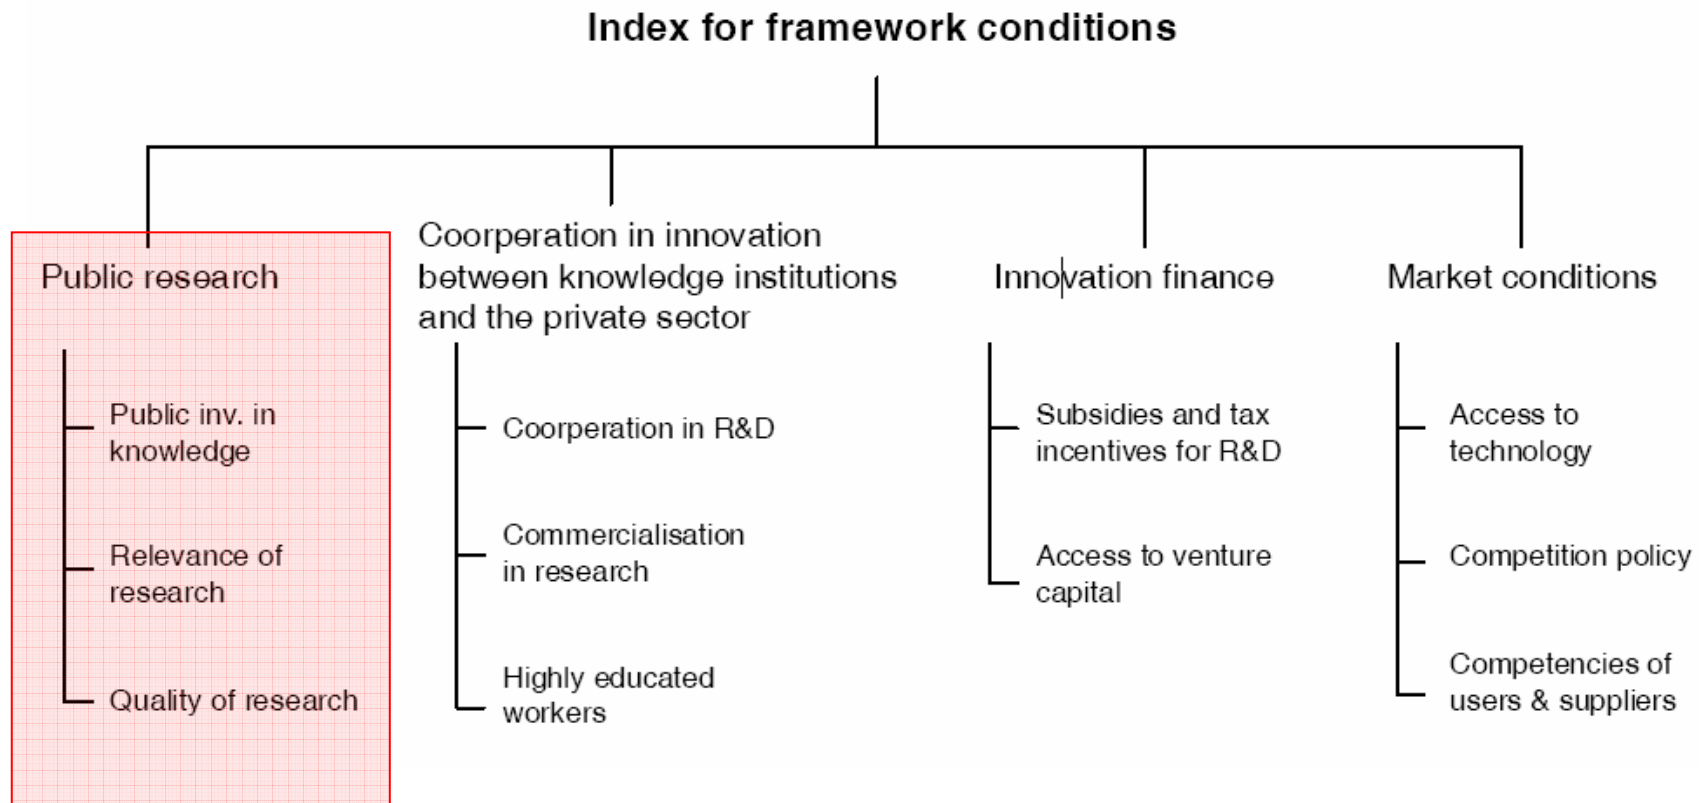 Index for framework conditions
Public research
Public inv. in
knowledge
Relevance of
research
Quality of research
Coorperation in innovation
between knowledge institutions
and the private sector
Coorperation in R&D
Commercialisation
in research
Highly educated
workers
Innovation finance
Subsidies and tax
incentives for R&D
Access to venture
capital
Market conditions
Access to
technology
Competition policy
Competencies of
users & suppliers